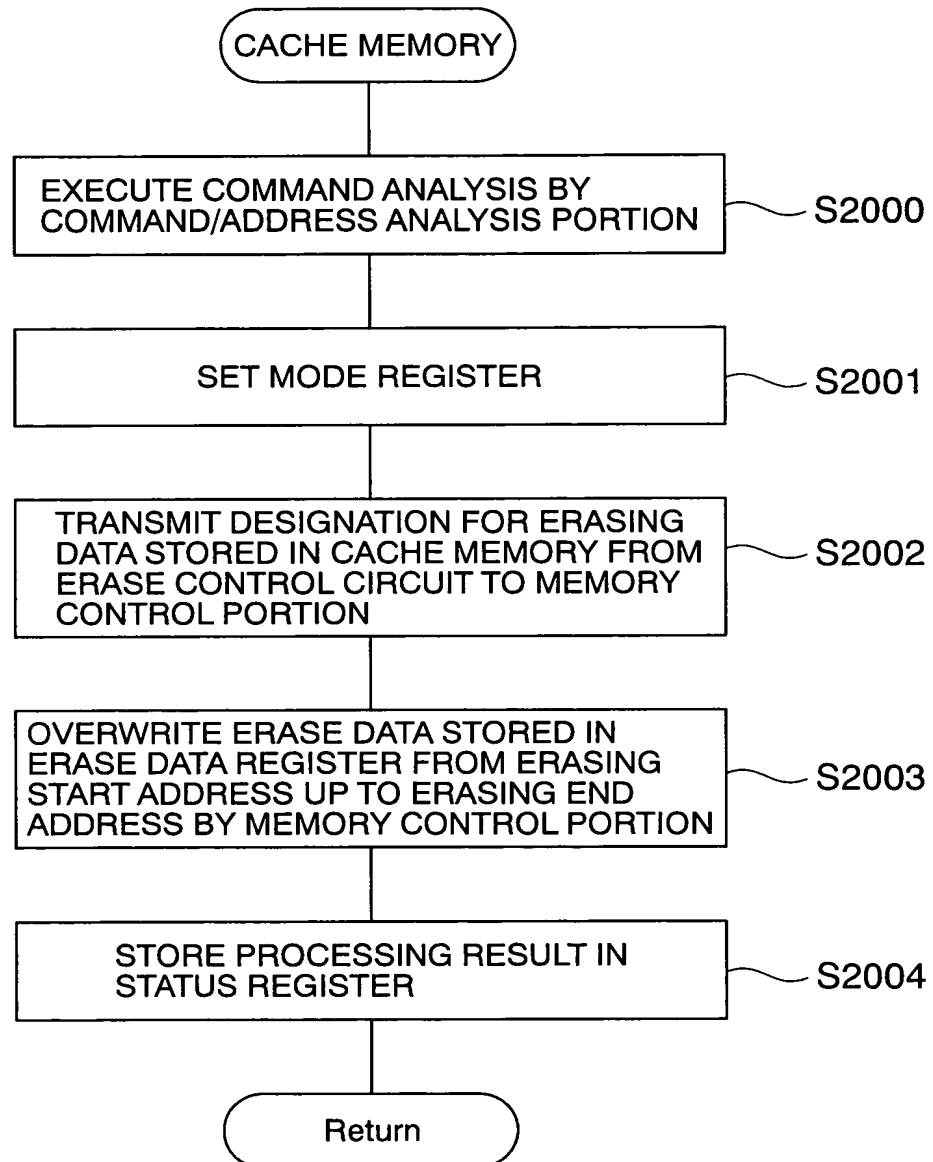 CACHE MEMORY
EXECUTE COMMAND ANALYSIS BY
COMMAND/ADDRESS ANALYSIS PORTION
S2000
SET MODE REGISTER
S2001
TRANSMIT DESIGNATION FOR ERASING
DATA STORED IN CACHE MEMORY FROM
ERASE CONTROL CIRCUIT TO MEMORY
CONTROL PORTION
S2002
OVERWRITE ERASE DATA STORED IN
ERASE DATA REGISTER FROM ERASING
START ADDRESS UP TO ERASING END
ADDRESS BY MEMORY CONTROL PORTION
S2003
STORE PROCESSING RESULT IN
STATUS REGISTER
S2004
Return